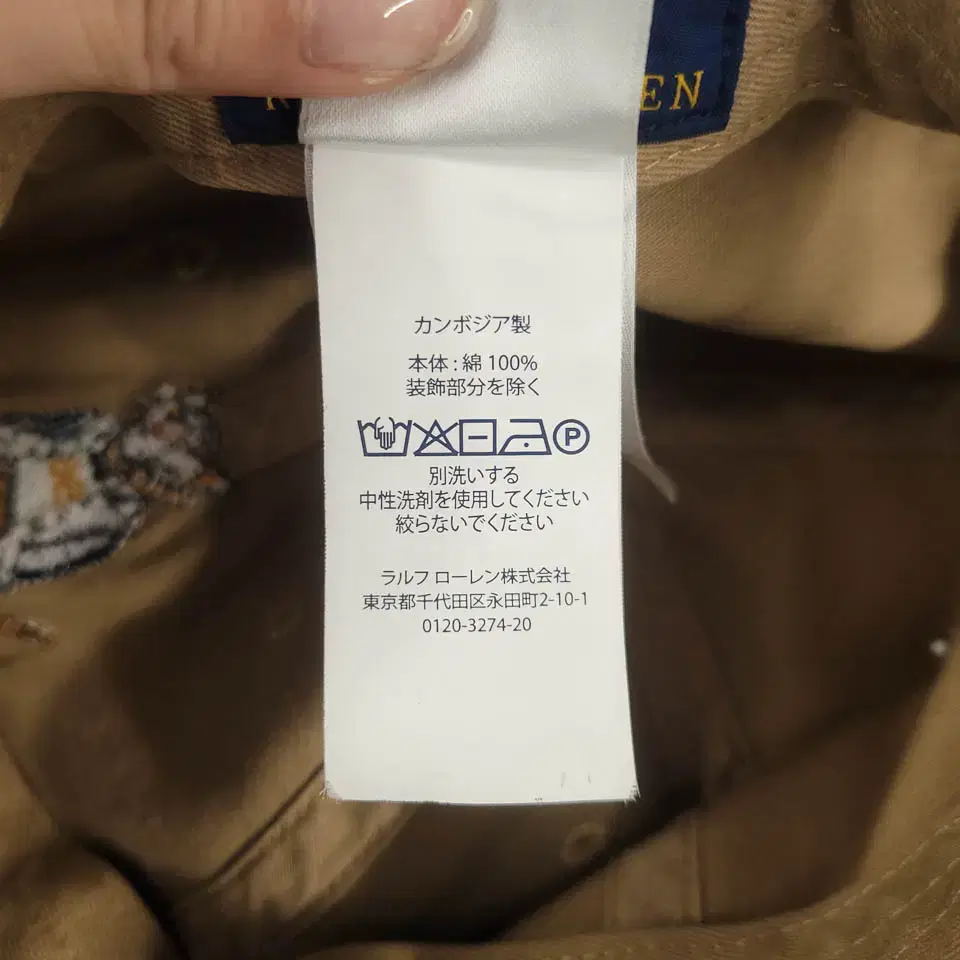 EN
カンボジア製
本体 : 綿 100%
装飾部分を除く
P
別洗いする
中性洗剤を使用してください
絞らないでください
ラルフ ローレン株式会社
東京都千代田区永田町2-10-1
0120-3274-20